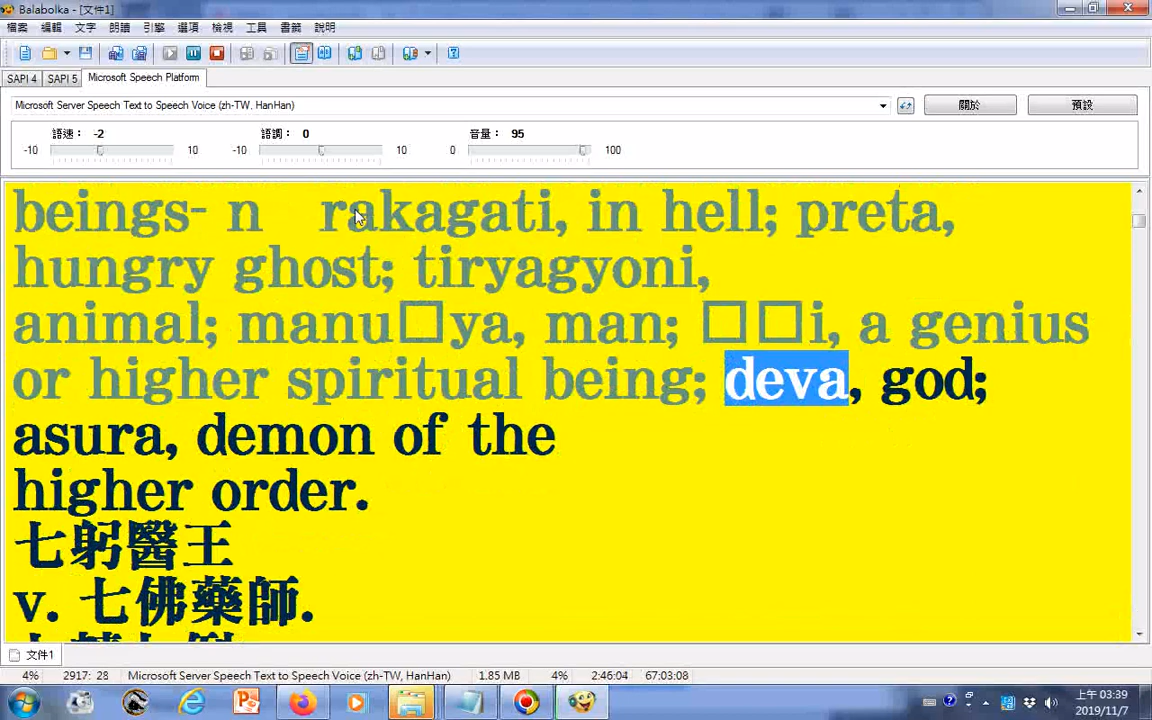 Balabolka - [文件1]
檔案 編輯 文字 朗讀 引擎 選項 檢視 工具 書籤 說明
SAPI 4 SAPI 5 Microsoft Speech Platform
Microsoft Server Speech Text to Speech Voice (zh-TW, HanHan) 關於 預設
語速： -2 語調： 0 音量： 95
-10 10 -10 10 0 100
beings- n rakagati, in hell; preta,
hungry ghost; tiryagyoni,
animal; manu□ya, man; □□i, a genius
or higher spiritual being; deva, god;
asura, demon of the
higher order.
七躬醫王
v. 七佛藥師.
文件1
4% 2917: 28 Microsoft Server Speech Text to Speech Voice (zh-TW, HanHan) 1.85 MB 4% 2:46:04 67:03:08
上午 03:39
2019/11/7